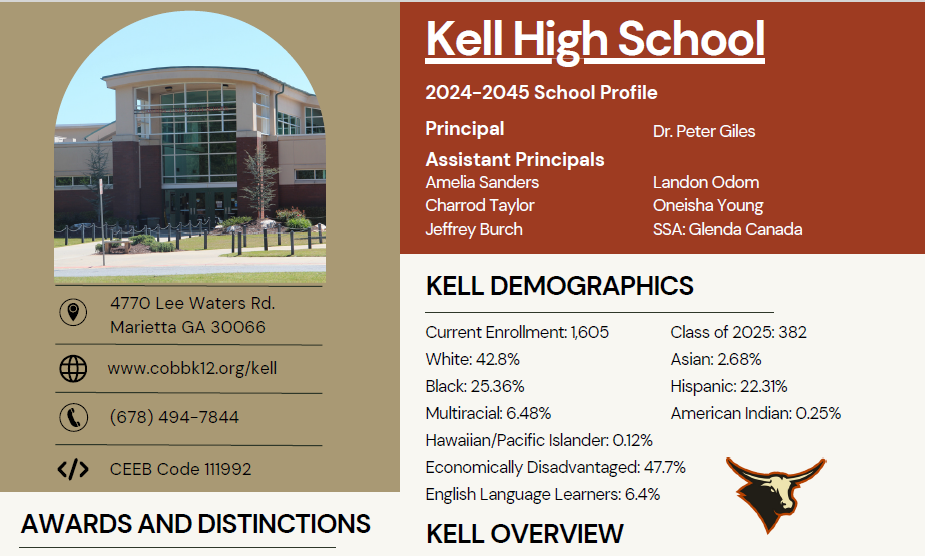 Kell High School
2024-2045 School Profile
Principal
Dr. Peter Giles
Assistant Principals
Amelia Sanders
Landon Odom
Charrod Taylor
Oneisha Young
Jeffrey Burch
SSA: Glenda Canada
4770 Lee Waters Rd.
Marietta GA 30066
www.cobbk12.org/kell
(678) 494-7844
CEEB Code 111992
AWARDS AND DISTINCTIONS
KELL DEMOGRAPHICS
Current Enrollment: 1,605
Class of 2025: 382
White: 42.8%
Asian: 2.68%
Black: 25.36%
Hispanic: 22.31%
Multiracial: 6.48%
American Indian: 0.25%
Hawaiian/Pacific Islander: 0.12%
Economically Disadvantaged: 47.7%
English Language Learners: 6.4%
KELL OVERVIEW